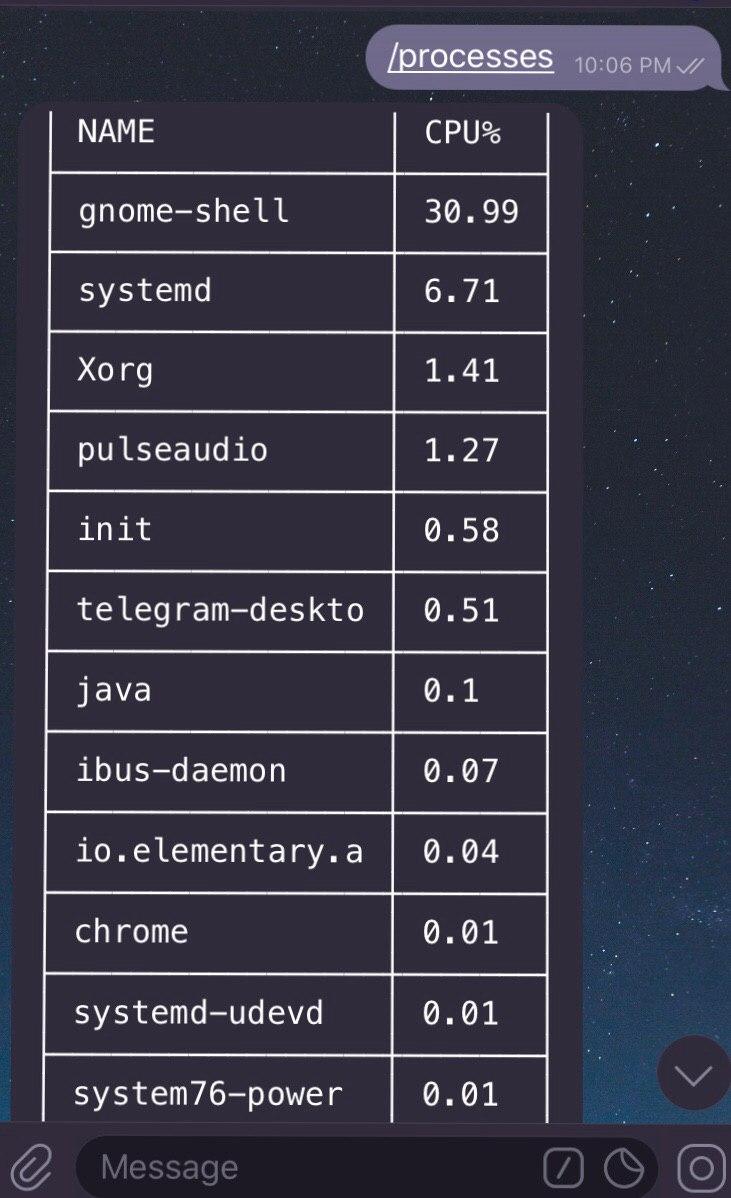 /processes 10:06 PM
NAME CPU%
gnome-shell 30.99
systemd 6.71
Xorg 1.41
pulseaudio 1.27
init 0.58
telegram-deskto 0.51
java 0.1
ibus-daemon 0.07
io.elementary.a 0.04
chrome 0.01
systemd-udevd 0.01
system76-power 0.01
Message